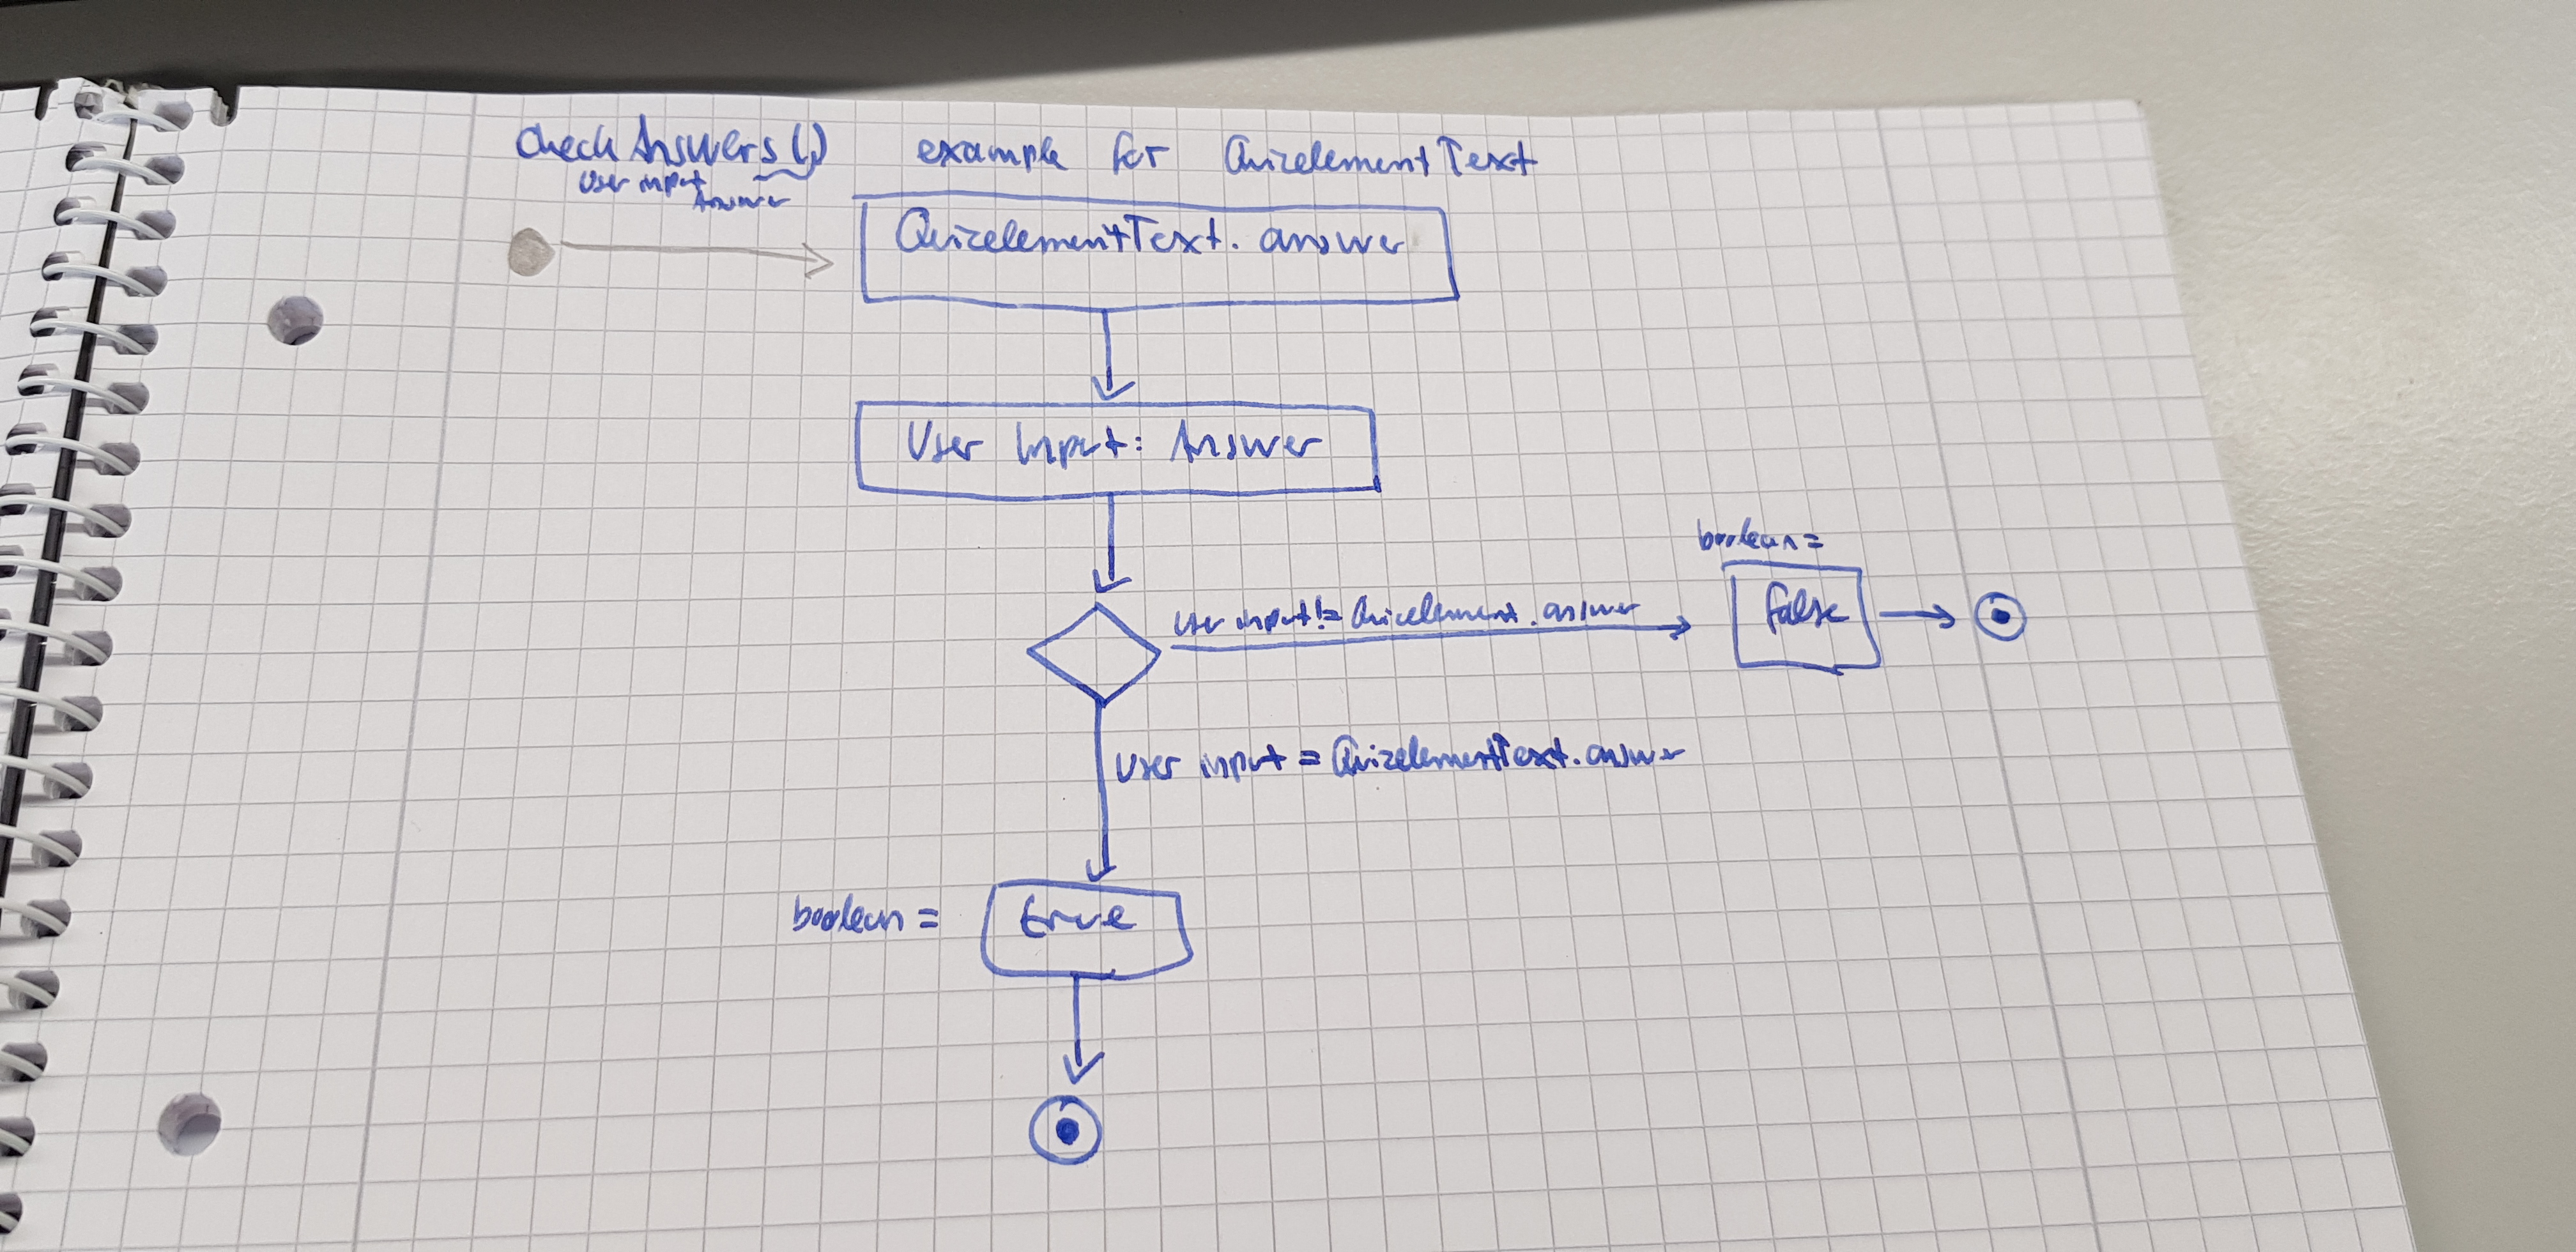 checkAnswers(,) example for QuizelementText
User input
Answer
QuizelementText. answer
User Input: Answer
boolean =
User input != Quizelement. answer
false
User input = QuizelementText. answer
boolean =
true